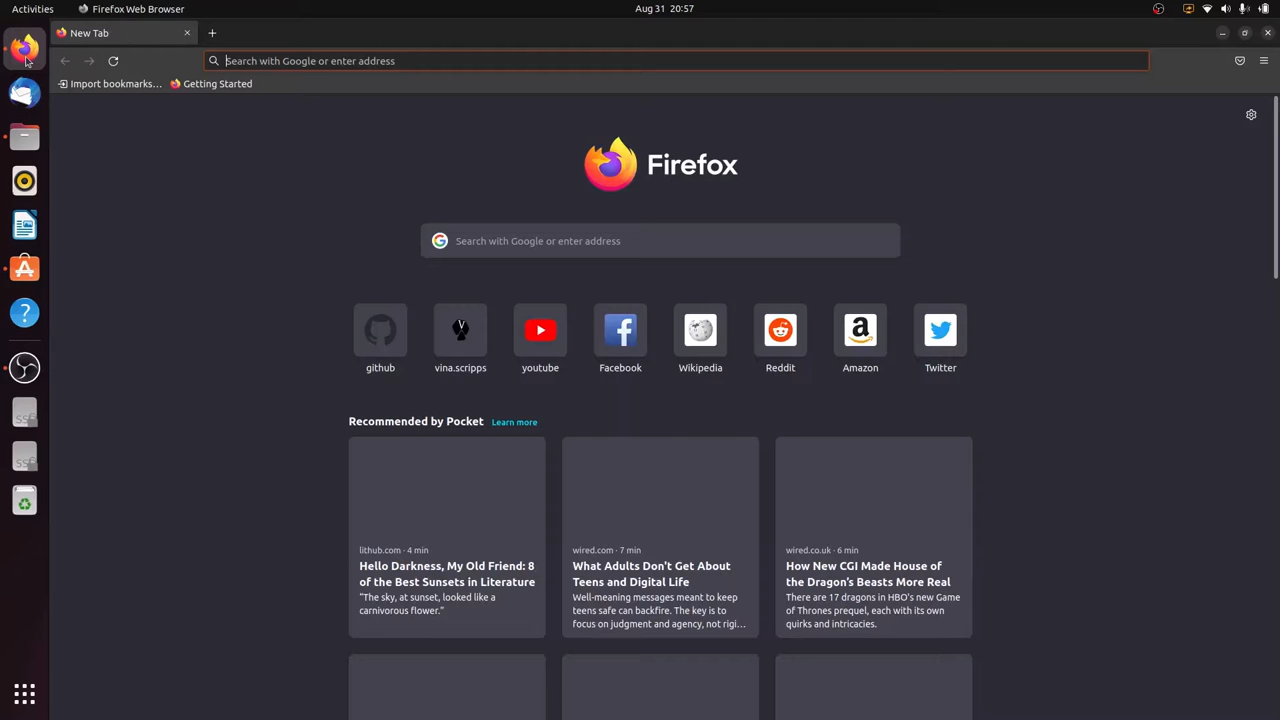 Activities
Firefox Web Browser
Aug 31 20:57
New Tab
Search with Google or enter address
Import bookmarks…
Getting Started
Firefox
Search with Google or enter address
github
vina.scripps
youtube
Facebook
Wikipedia
Reddit
Amazon
Twitter
Recommended by Pocket
Learn more
lithub.com · 4 min
Hello Darkness, My Old Friend: 8
of the Best Sunsets in Literature
"The sky, at sunset, looked like a
carnivorous flower."
wired.com · 7 min
What Adults Don't Get About
Teens and Digital Life
Well-meaning messages meant to keep
teens safe can backfire. The key is to
focus on judgment and agency, not rigi…
wired.co.uk · 6 min
How New CGI Made House of
the Dragon's Beasts More Real
There are 17 dragons in HBO's new Game
of Thrones prequel, each with its own
quirks and intricacies.